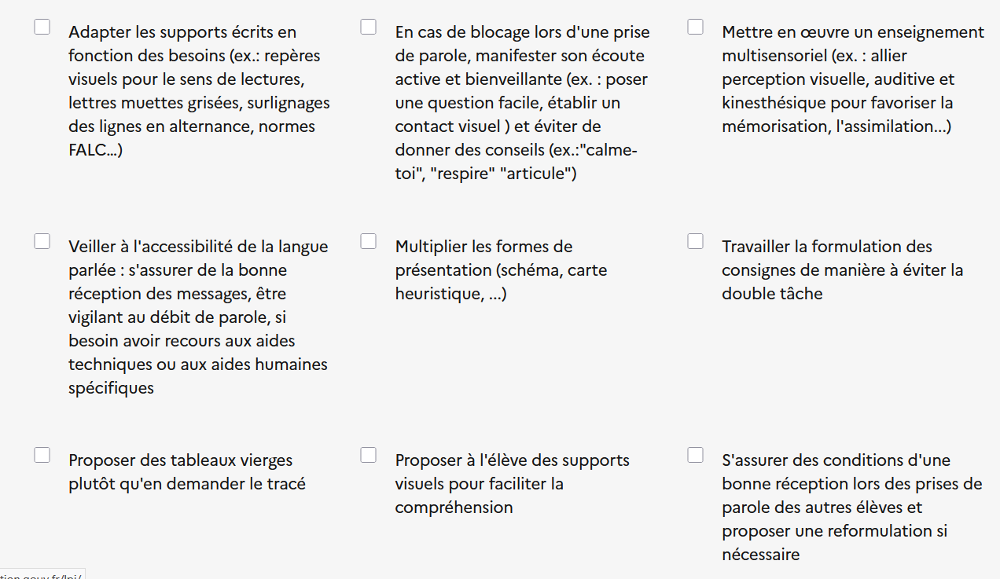 Adapter les supports écrits en
fonction des besoins (ex.: repères
visuels pour le sens de lectures,
lettres muettes grisées, surlignages
des lignes en alternance, normes
FALC...)
En cas de blocage lors d'une prise
de parole, manifester son écoute
active et bienveillante (ex. : poser
une question facile, établir un
contact visuel ) et éviter de
donner des conseils (ex.:"calme-
toi", "respire" "articule")
Mettre en œuvre un enseignement
multisensoriel (ex. : allier
perception visuelle, auditive et
kinesthésique pour favoriser la
mémorisation, l'assimilation...)
Veiller à l'accessibilité de la langue
parlée : s'assurer de la bonne
réception des messages, être
vigilant au débit de parole, si
besoin avoir recours aux aides
techniques ou aux aides humaines
spécifiques
Multiplier les formes de
présentation (schéma, carte
heuristique, ...)
Travailler la formulation des
consignes de manière à éviter la
double tâche
Proposer des tableaux vierges
plutôt qu'en demander le tracé
Proposer à l'élève des supports
visuels pour faciliter la
compréhension
S'assurer des conditions d'une
bonne réception lors des prises de
parole des autres élèves et
proposer une reformulation si
nécessaire